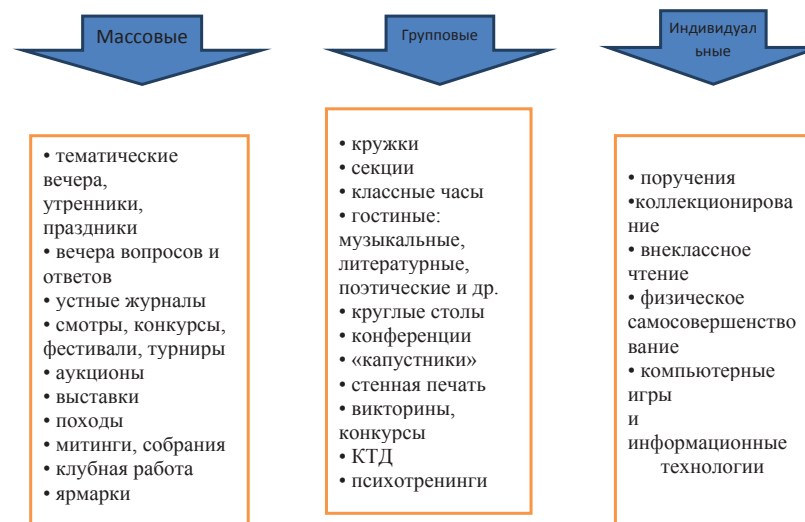 Массовые
• тематические
вечера,
утренники,
праздники
• вечера вопросов и
ответов
• устные журналы
• смотры, конкурсы,
фестивали, турниры
• аукционы
• выставки
• походы
• митинги, собрания
• клубная работа
• ярмарки
Групповые
• кружки
• секции
• классные часы
• гостиные:
музыкальные,
литературные,
поэтические и др.
• круглые столы
• конференции
• «капустники»
• стенная печать
• викторины,
конкурсы
• КТД
• психотренинги
Индивидуал
ьные
• поручения
•коллекционирова
ние
• внеклассное
чтение
• физическое
самосовершенство
вание
• компьютерные
игры
и
информационные
технологии